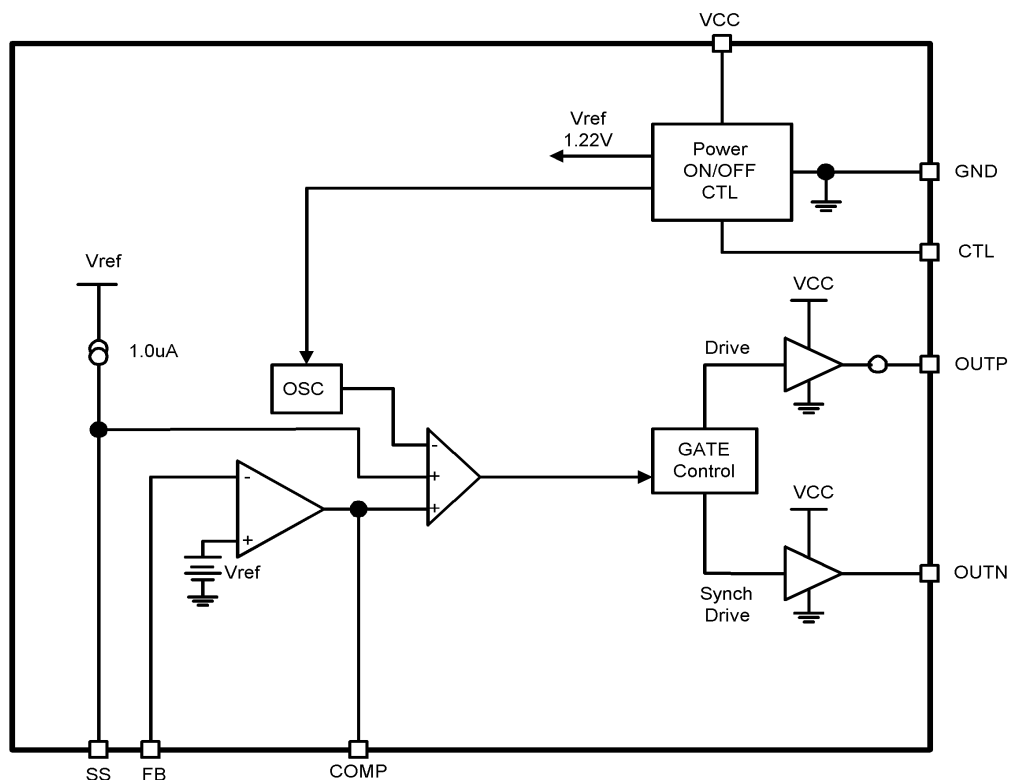 VCC
Vref
1.22V
Power
ON/OFF
CTL
GND
CTL
Vref
1.0uA
VCC
Drive
OUTP
OSC
-
+
+
GATE
Control
-
+
Vref
VCC
Synch
Drive
OUTN
SS
FB
COMP